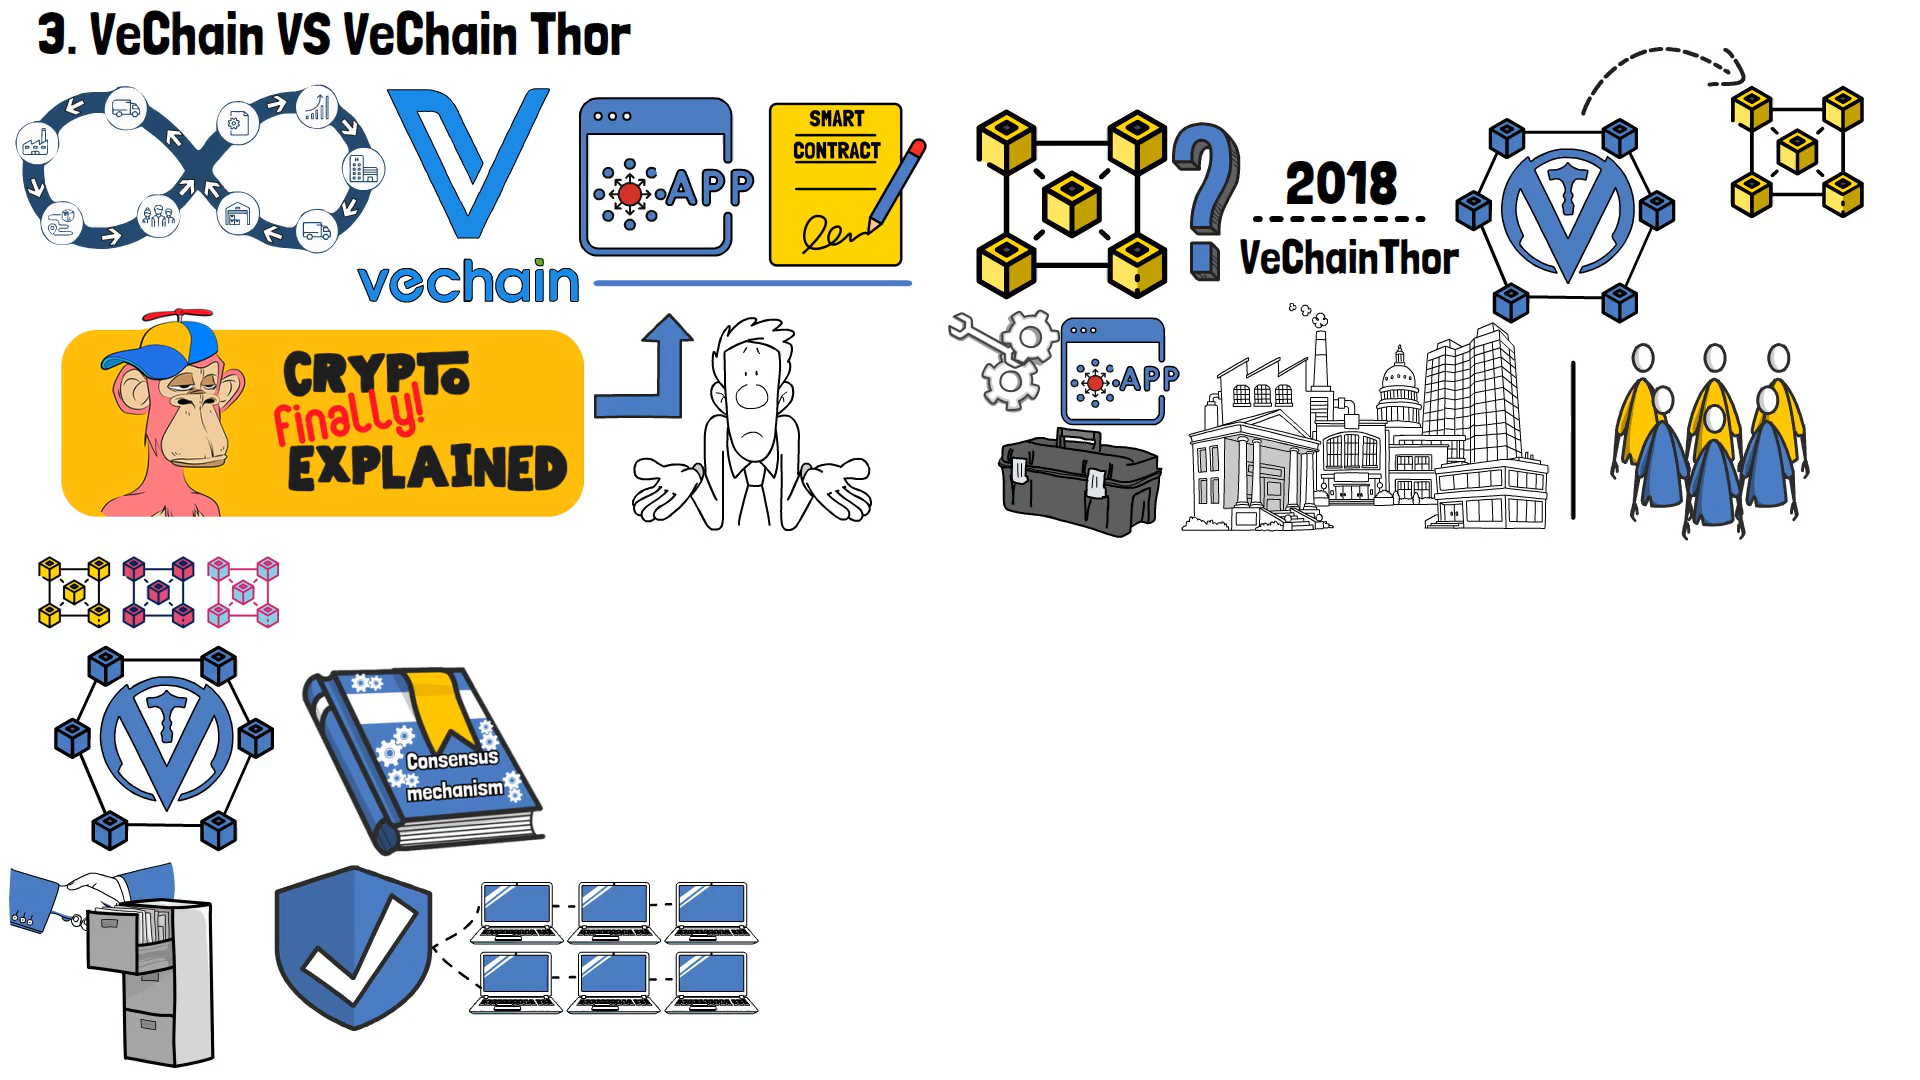 3. VeChain VS VeChain Thor
vechain
APP
SMART
CONTRACT
2018
VeChainThor
CRYPTO
finally!
EXPLAINED
APP
Consensus
mechanism